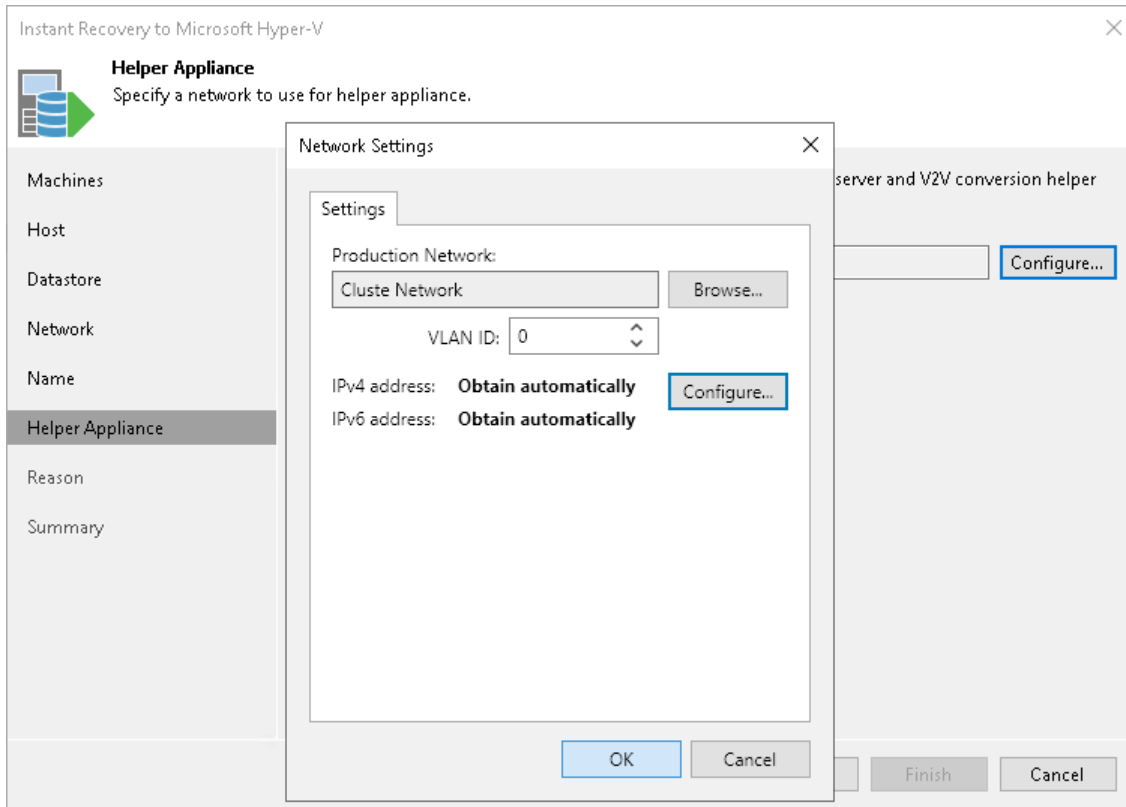 Instant Recovery to Microsoft Hyper-V
Helper Appliance
Specify a network to use for helper appliance.
Machines
Host
Datastore
Network
Name
Helper Appliance
Reason
Summary
server and V2V conversion helper
Configure...
Network Settings
Settings
Production Network:
Cluste Network
Browse...
VLAN ID: 0
IPv4 address: Obtain automatically
Configure...
IPv6 address: Obtain automatically
OK
Cancel
Finish
Cancel